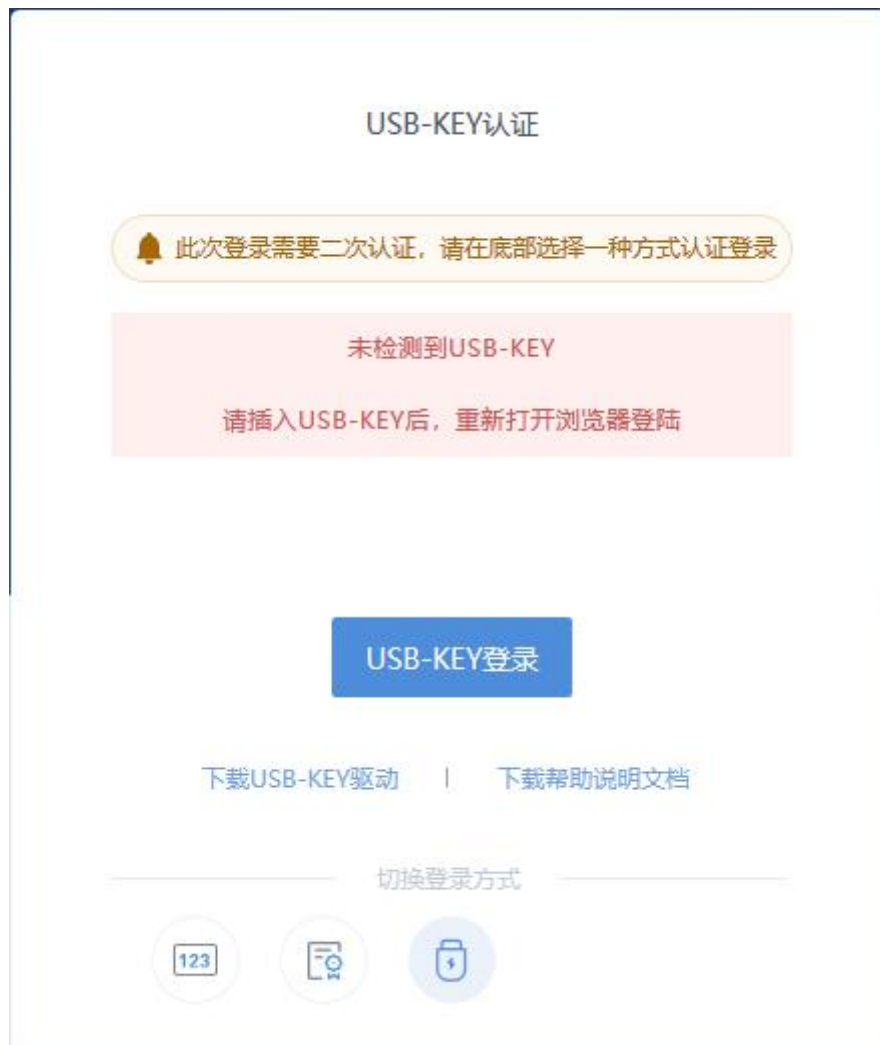 USB-KEY认证
此次登录需要二次认证，请在底部选择一种方式认证登录
未检测到USB-KEY
请插入USB-KEY后，重新打开浏览器登陆
USB-KEY登录
下载USB-KEY驱动 | 下载帮助说明文档
切换登录方式
123